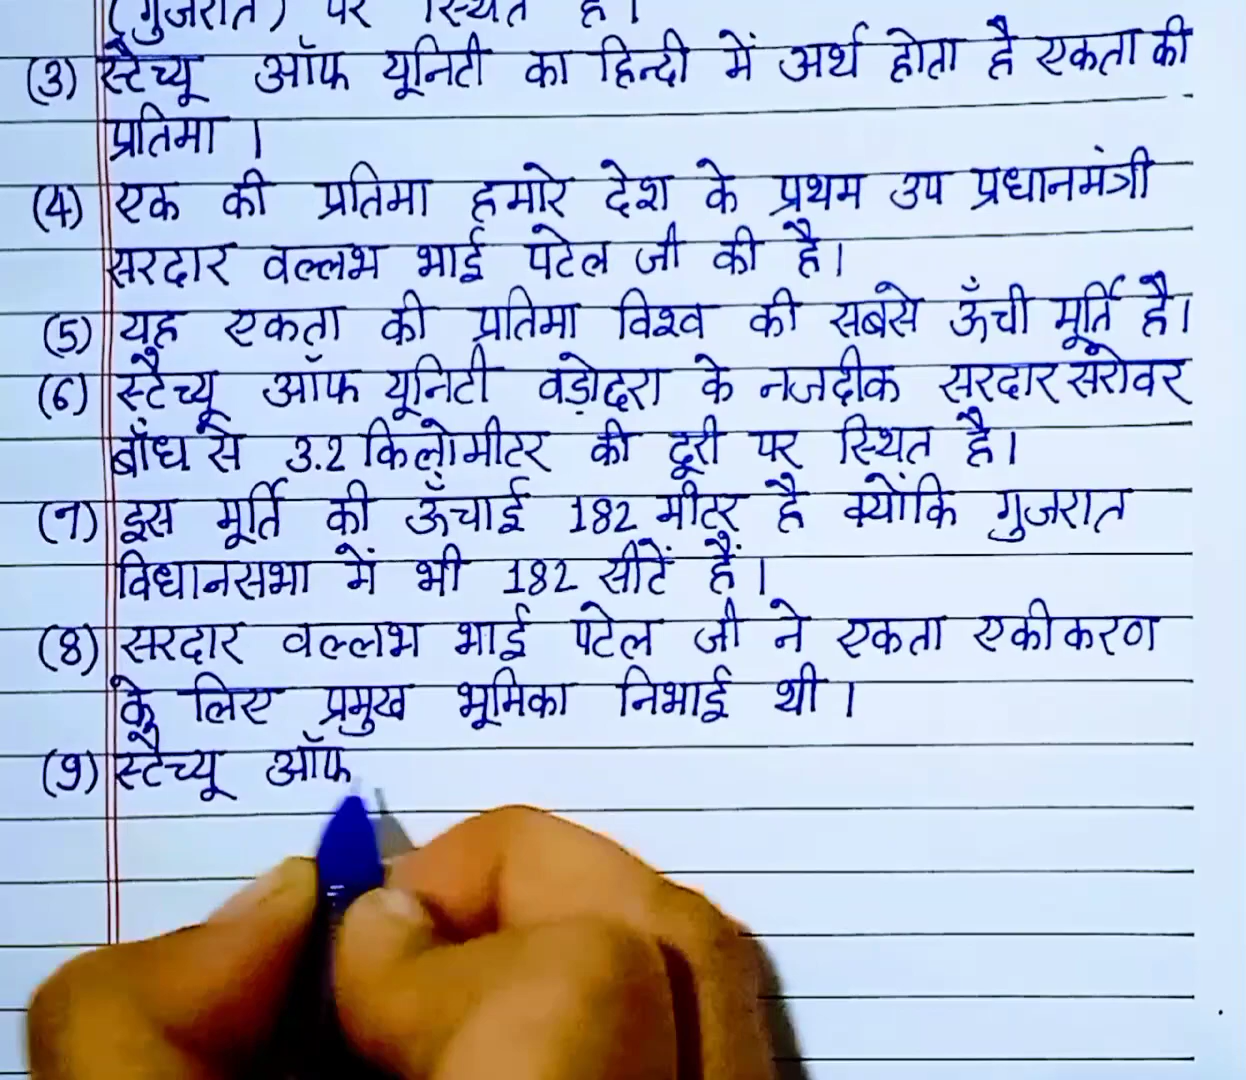 (गुजरात) पर स्थित है।
(3) स्टैच्यू ऑफ यूनिटी का हिन्दी में अर्थ होता है एकता की
प्रतिमा ।
(4) एक की प्रतिमा हमारे देश के प्रथम उप प्रधानमंत्री
सरदार वल्लभ भाई पटेल जी की है।
(5) यह एकता की प्रतिमा विश्व की सबसे ऊँची मूर्ति है।
(6) स्टैच्यू ऑफ यूनिटी वड़ोदरा के नजदीक सरदार सरोवर
बाँध से 3.2 किलोमीटर की दूरी पर स्थित है।
(7) इस मूर्ति की ऊँचाई 182 मीटर है क्योंकि गुजरात
विधानसभा में भी 182 सीटें हैं।
(8) सरदार वल्लभ भाई पटेल जी ने एकता एकीकरण
के लिए प्रमुख भूमिका निभाई थी ।
(9) स्टैच्यू ऑफ